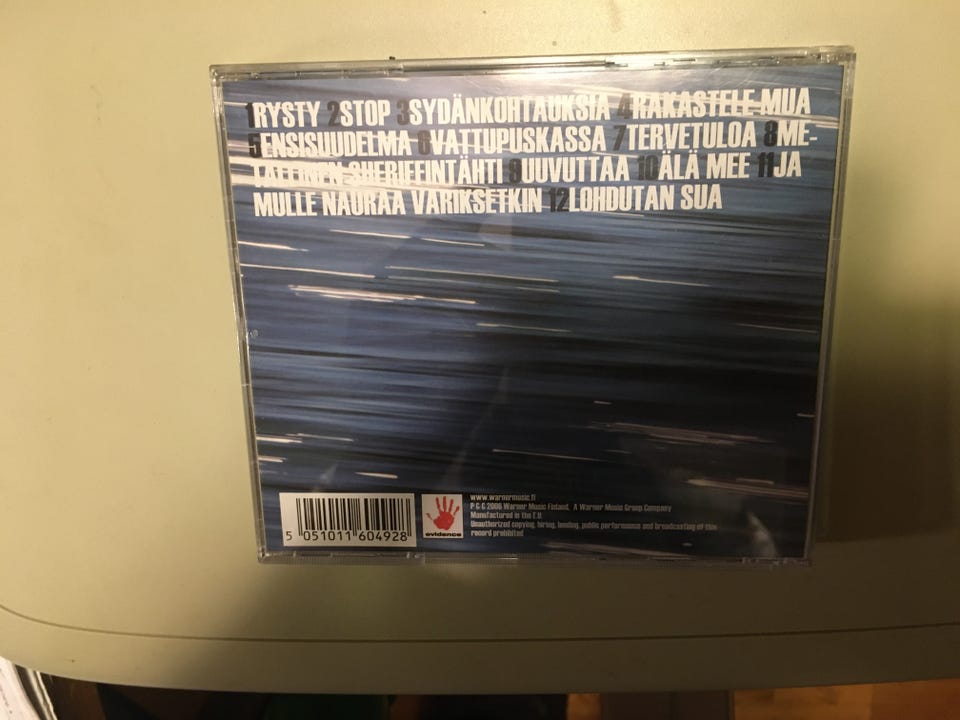 1RYSTY 2STOP 3SYDÄNKOHTAUKSIA 4RAKASTELE MUA
5ENSISUUDELMA 6VATTUPUSKASSA 7TERVETULOA 8ME-
TALLINEN SHERIFFINTÄHTI 9UUVUTTAA 10ÄLÄ MEE 11JA
MULLE NAURAA VARIKSETKIN 12LOHDUTAN SUA
5 051011 604928
evidence
www.warnermusic.fi
P C C 2006 Warner Music Finland, A Warner Music Group Company
Manufactured in the E.U.
Unauthorized copying, hiring, lending, public performance and broadcasting of this
record prohibited